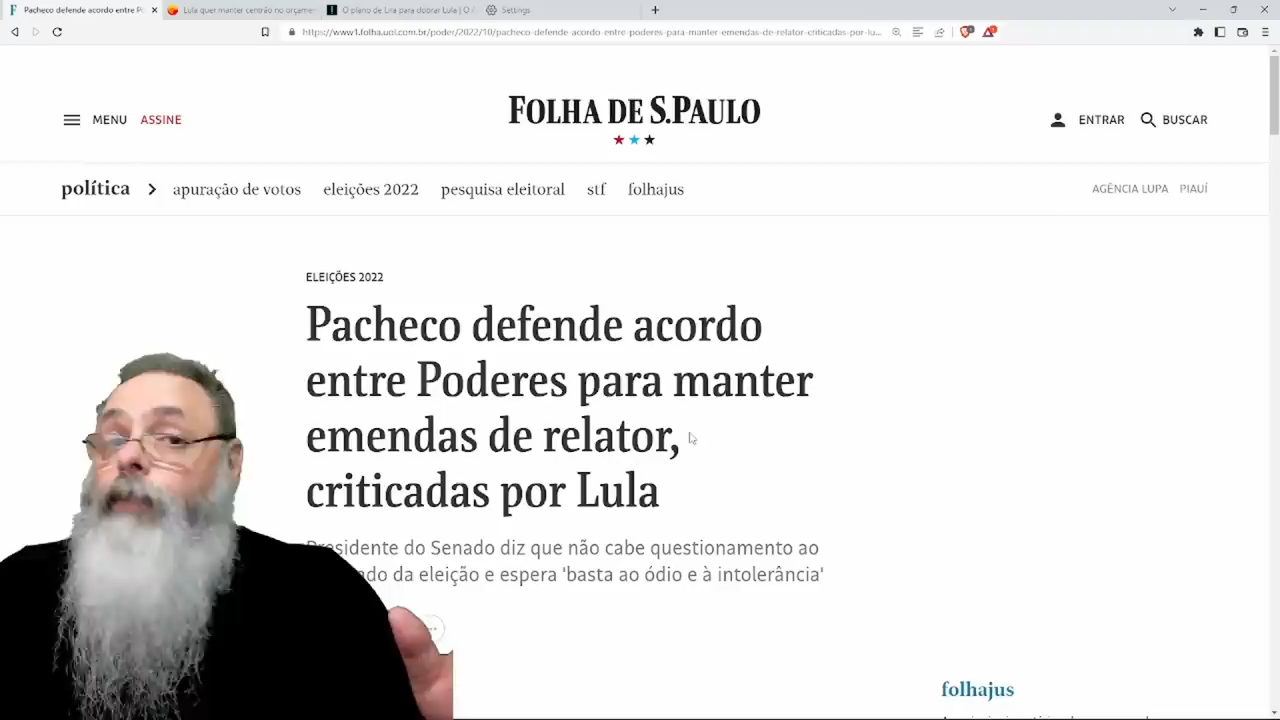 Pacheco defende acordo entre P
Lula quer manter centrão no orçamen
O plano de Lira para dobrar Lula | O A
Settings
https://www1.folha.uol.com.br/poder/2022/10/pacheco-defende-acordo-entre-poderes-para-manter-emendas-de-relator-criticadas-por-lu...
MENU ASSINE
FOLHA DE S.PAULO
ENTRAR BUSCAR
política apuração de votos eleições 2022 pesquisa eleitoral stf folhajus
AGÊNCIA LUPA PIAUÍ
ELEIÇÕES 2022
Pacheco defende acordo
entre Poderes para manter
emendas de relator,
criticadas por Lula
Presidente do Senado diz que não cabe questionamento ao
da eleição e espera 'basta ao ódio e à intolerância'
folhajus